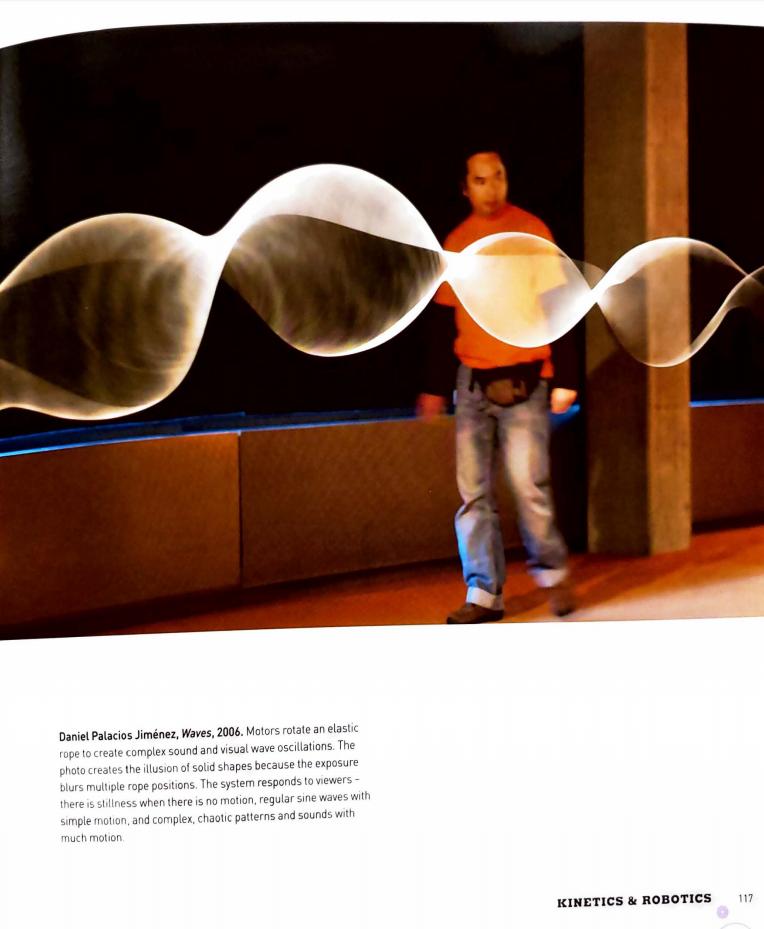 Daniel Palacios Jiménez, Waves, 2006. Motors rotate an elastic
rope to create complex sound and visual wave oscillations. The
photo creates the illusion of solid shapes because the exposure
blurs multiple rope positions. The system responds to viewers –
there is stillness when there is no motion, regular sine waves with
simple motion, and complex, chaotic patterns and sounds with
much motion.
KINETICS & ROBOTICS 117